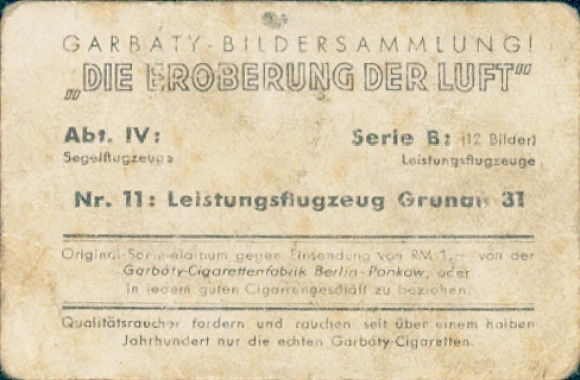 GARBÁTY-BILDERSAMMLUNG!
„DIE EROBERUNG DER LUFT"
Abt. IV: Serie B: (12 Bilder)
Segelflugzeuge Leistungsflugzeuge
Nr. 11: Leistungsflugzeug Grunau 31
Original-Sammelalbum gegen Einsendung von RM 1,— von der
Garbáty-Cigarettenfabrik Berlin-Pankow, oder
in jedem guten Cigarrengeschäft zu beziehen.
Qualitätsraucher fordern und rauchen seit über einem halben
Jahrhundert nur die echten Garbáty-Cigaretten.